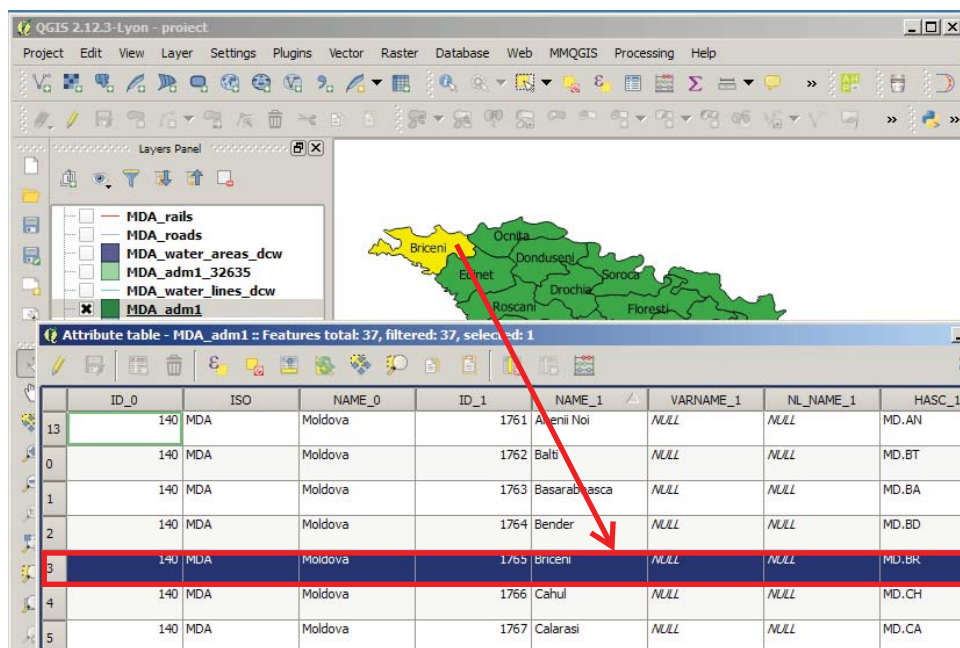 QGIS 2.12.3-Lyon - proiect
Project Edit View Layer Settings Plugins Vector Raster Database Web MMQGIS Processing Help
Layers Panel
MDA_rails
MDA_roads
MDA_water_areas_dcw
MDA_adm1_32635
MDA_water_lines_dcw
MDA_adm1
Ocnita
Briceni
Donduseni
Edinet
Soroca
Drochia
Roscani
Floresti
Attribute table - MDA_adm1 :: Features total: 37, filtered: 37, selected: 1
ID_0 ISO NAME_0 ID_1 NAME_1 VARNAME_1 NL_NAME_1 HASC_1
13 140 MDA Moldova 1761 Anenii Noi NULL NULL MD.AN
0 140 MDA Moldova 1762 Balti NULL NULL MD.BT
1 140 MDA Moldova 1763 Basarabeasca NULL NULL MD.BA
2 140 MDA Moldova 1764 Bender NULL NULL MD.BD
3 140 MDA Moldova 1765 Briceni NULL NULL MD.BR
4 140 MDA Moldova 1766 Cahul NULL NULL MD.CH
5 140 MDA Moldova 1767 Calarasi NULL NULL MD.CA